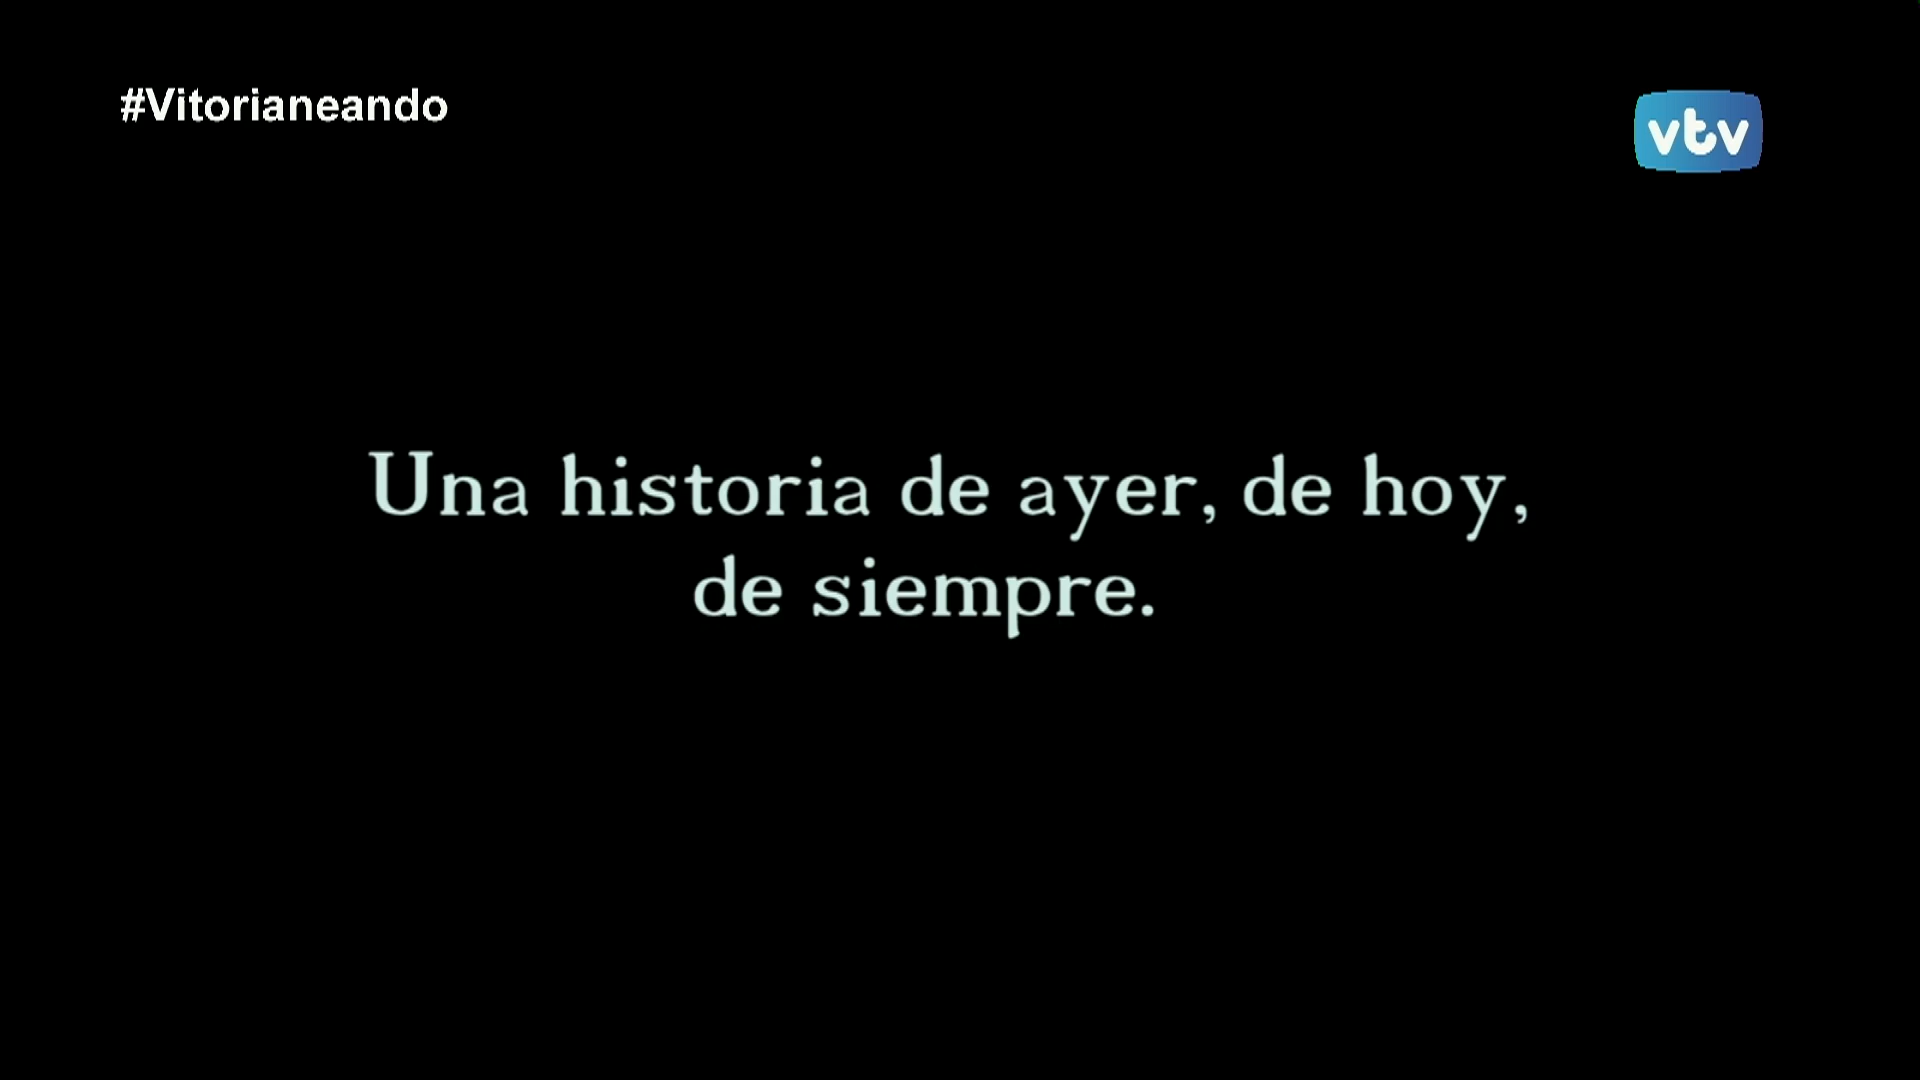 #Vitorianeando
vtv
Una historia de ayer, de hoy,
de siempre.